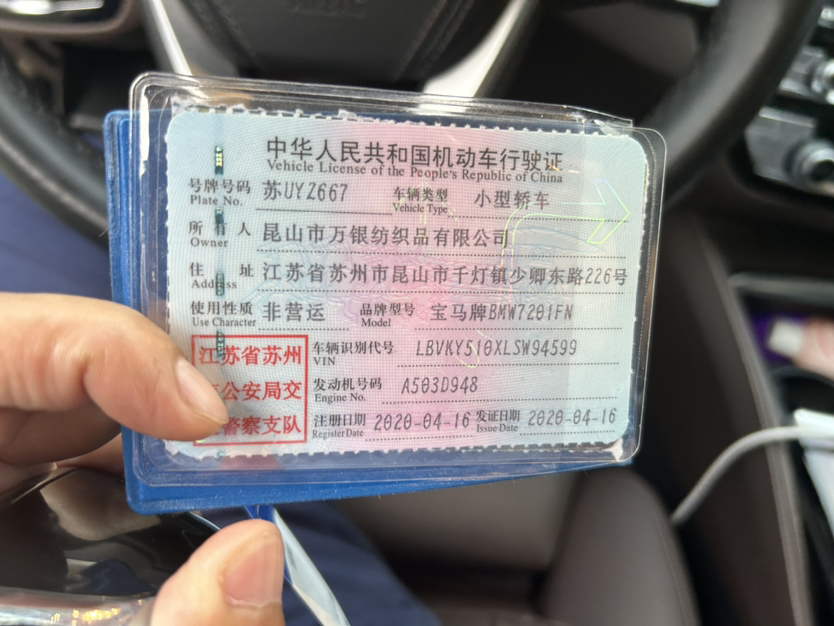 中华人民共和国机动车行驶证
Vehicle License of the People's Republic of China
号牌号码 苏UYZ667 车辆类型 小型轿车
Plate No. Vehicle Type
所有人 昆山市万银纺织品有限公司
Owner
住址 江苏省苏州市昆山市千灯镇少卿东路226号
Address
使用性质 非营运 品牌型号 宝马牌BMW7201FN
Use Character Model
江苏省苏州 车辆识别代号 LBVKY510XLSW94599
VIN
公安局交 发动机号码 A503D948
Engine No.
警察支队 注册日期 2020-04-16 发证日期 2020-04-16
Register Date Issue Date